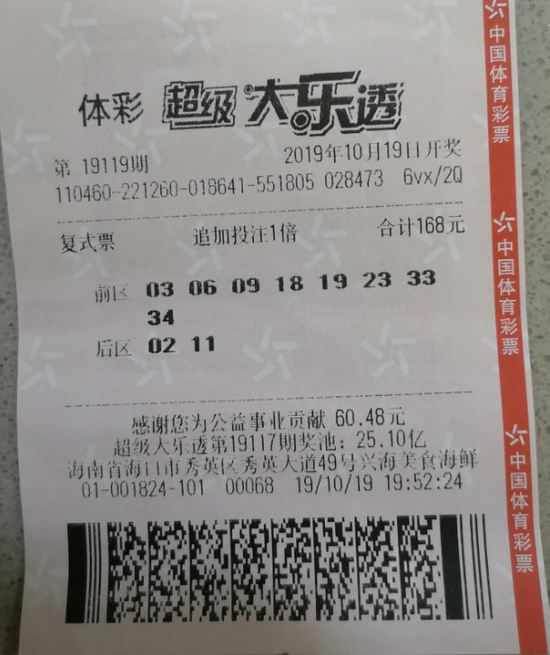 体彩 超级大乐透
第 19119期 2019年10月19日开奖
110460-221260-018641-551805 028473 6vx/2Q
复式票 追加投注1倍 合计168元
前区 03 06 09 18 19 23 33
34
后区 02 11
感谢您为公益事业贡献 60.48元
超级大乐透第19117期奖池：25.10亿
海南省海口市秀英区秀英大道49号兴海美食海鲜
01-001824-101 00068 19/10/19 19:52:24
中国体育彩票
中国体育彩票
中国体育彩票